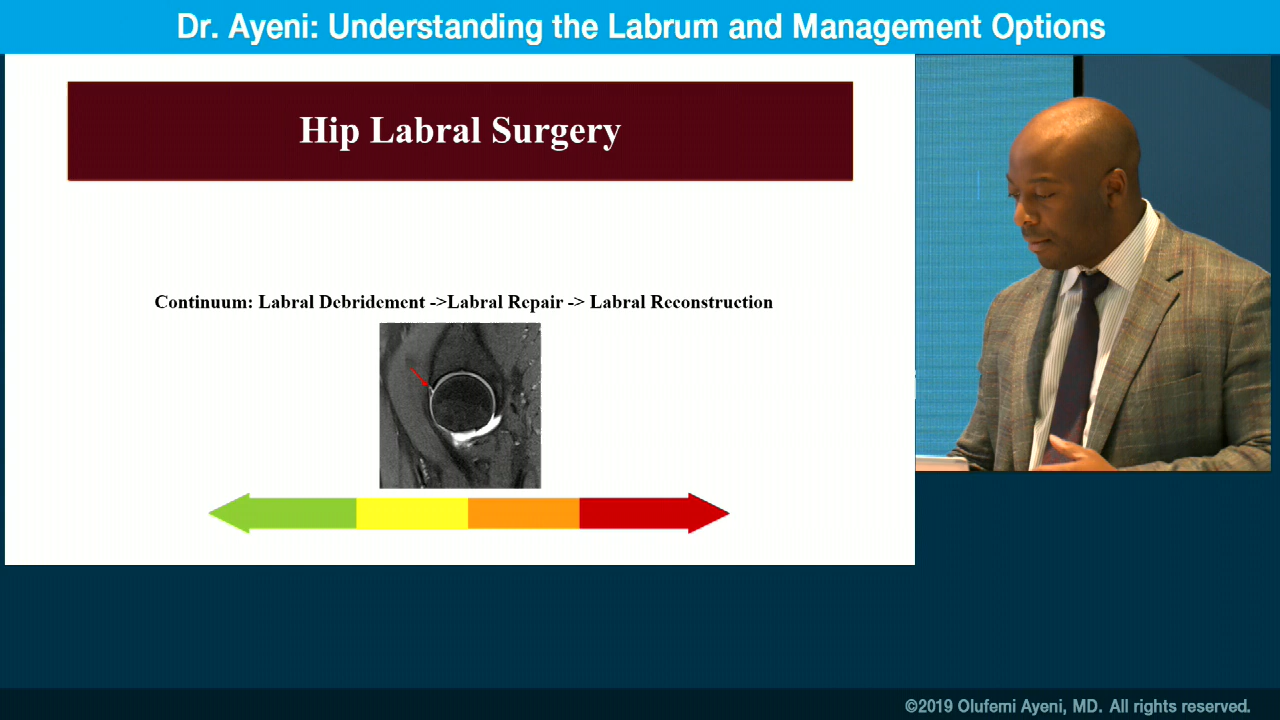 Dr. Ayeni: Understanding the Labrum and Management Options
Hip Labral Surgery
Continuum: Labral Debridement ->Labral Repair -> Labral Reconstruction
©2019 Olufemi Ayeni, MD. All rights reserved.